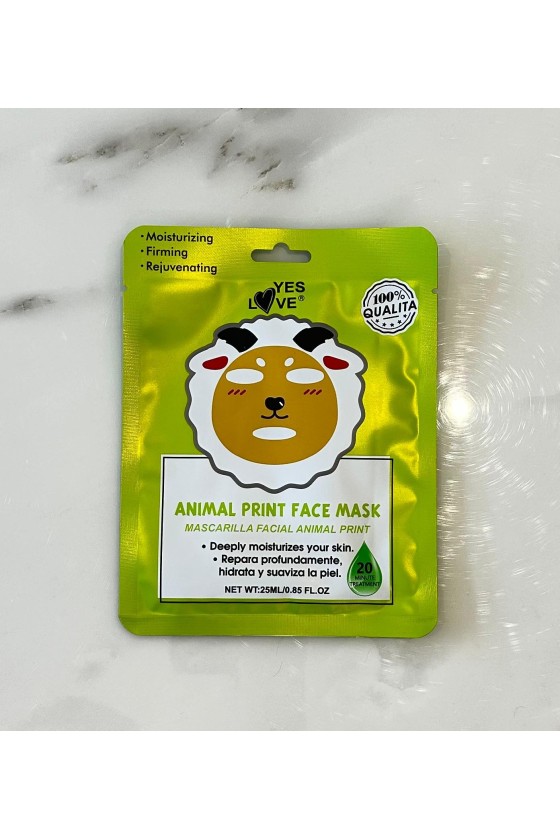 • Moisturizing
• Firming
• Rejuvenating
YES
LOVE®
100%
QUALITA
ANIMAL PRINT FACE MASK
MASCARILLA FACIAL ANIMAL PRINT
• Deeply moisturizes your skin.
• Repara profundamente,
hidrata y suaviza la piel.
20
MINUTE
TREATMENT
NET WT:25ML/0.85 FL.OZ